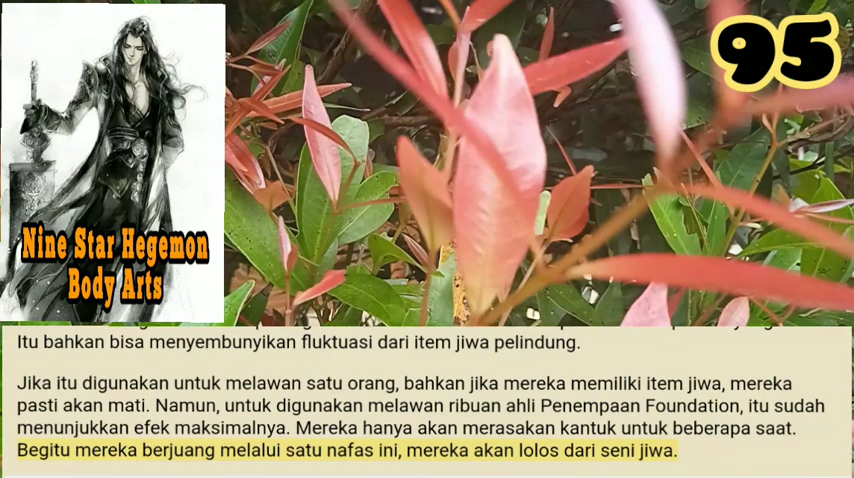 95
Nine Star Hegemon
Body Arts
Itu bahkan bisa menyembunyikan fluktuasi dari item jiwa pelindung.
Jika itu digunakan untuk melawan satu orang, bahkan jika mereka memiliki item jiwa, mereka
pasti akan mati. Namun, untuk digunakan melawan ribuan ahli Penempaan Foundation, itu sudah
menunjukkan efek maksimalnya. Mereka hanya akan merasakan kantuk untuk beberapa saat.
Begitu mereka berjuang melalui satu nafas ini, mereka akan lolos dari seni jiwa.